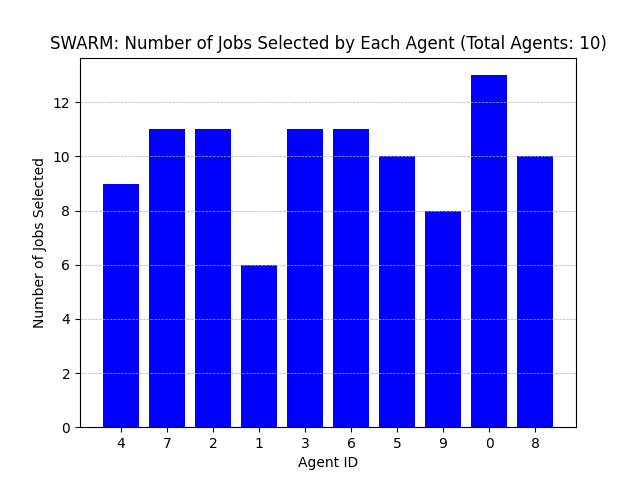 SWARM: Number of Jobs Selected by Each Agent (Total Agents: 10)
12
10
8
6
4
2
0
Number of Jobs Selected
4 7 2 1 3 6 5 9 0 8
Agent ID